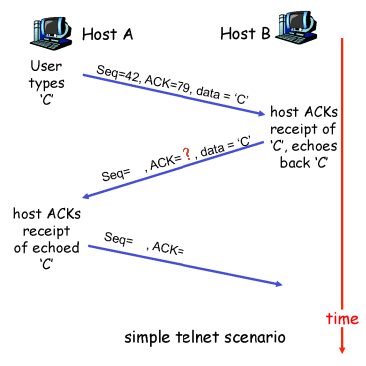 Host A
Host B
User
types
‘C’
Seq=42, ACK=79, data = ‘C’
host ACKs
receipt of
‘C’, echoes
back ‘C’
Seq= , ACK= ?, data = ‘C’
host ACKs
receipt
of echoed
‘C’
Seq= , ACK=
time
simple telnet scenario